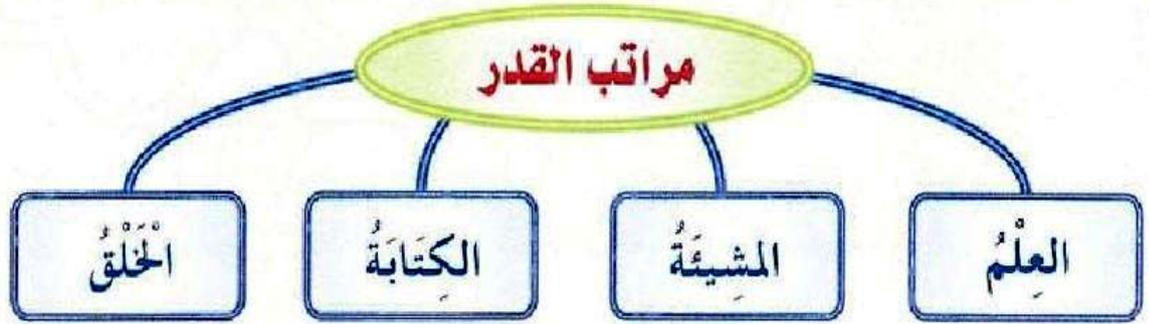 مراتب القدر
العِلْمُ
المشِيئَةُ
الكِتَابَةُ
الْخَلْقُ